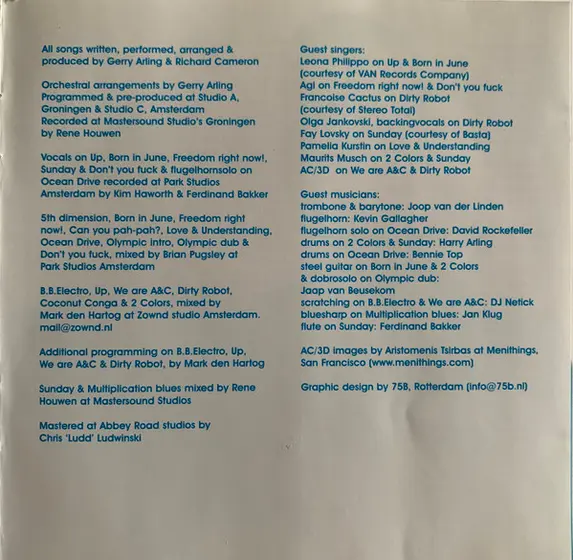 All songs written, performed, arranged &
produced by Gerry Arling & Richard Cameron
Orchestral arrangements by Gerry Arling
Programmed & pre-produced at Studio A,
Groningen & Studio C, Amsterdam
Recorded at Mastersound Studio's Groningen
by Rene Houwen
Vocals on Up, Born in June, Freedom right now!,
Sunday & Don't you fuck & flugelhornsolo on
Ocean Drive recorded at Park Studios
Amsterdam by Kim Haworth & Ferdinand Bakker
5th dimension, Born in June, Freedom right
now!, Can you pah-pah?, Love & Understanding,
Ocean Drive, Olympic intro, Olympic dub &
Don't you fuck, mixed by Brian Pugsley at
Park Studios Amsterdam
B.B.Electro, Up, We are A&C, Dirty Robot,
Coconut Conga & 2 Colors, mixed by
Mark den Hartog at Zownd studio Amsterdam.
mail@zownd.nl
Additional programming on B.B.Electro, Up,
We are A&C & Dirty Robot, by Mark den Hartog
Sunday & Multiplication blues mixed by Rene
Houwen at Mastersound Studios
Mastered at Abbey Road studios by
Chris 'Ludd' Ludwinski
Guest singers:
Leona Philippo on Up & Born in June
(courtesy of VAN Records Company)
Agi on Freedom right now! & Don't you fuck
Francoise Cactus on Dirty Robot
(courtesy of Stereo Total)
Olga Jankovski, backingvocals on Dirty Robot
Fay Lovsky on Sunday (courtesy of Basta)
Pamelia Kurstin on Love & Understanding
Maurits Musch on 2 Colors & Sunday
AC/3D on We are A&C & Dirty Robot
Guest musicians:
trombone & barytone: Joop van der Linden
flugelhorn: Kevin Gallagher
flugelhorn solo on Ocean Drive: David Rockefeller
drums on 2 Colors & Sunday: Harry Arling
drums on Ocean Drive: Bennie Top
steel guitar on Born in June & 2 Colors
& dobrosolo on Olympic dub:
Jaap van Beusekom
scratching on B.B.Electro & We are A&C: DJ Netick
bluesharp on Multiplication blues: Jan Klug
flute on Sunday: Ferdinand Bakker
AC/3D images by Aristomenis Tsirbas at Menithings,
San Francisco (www.menithings.com)
Graphic design by 75B, Rotterdam (info@75b.nl)